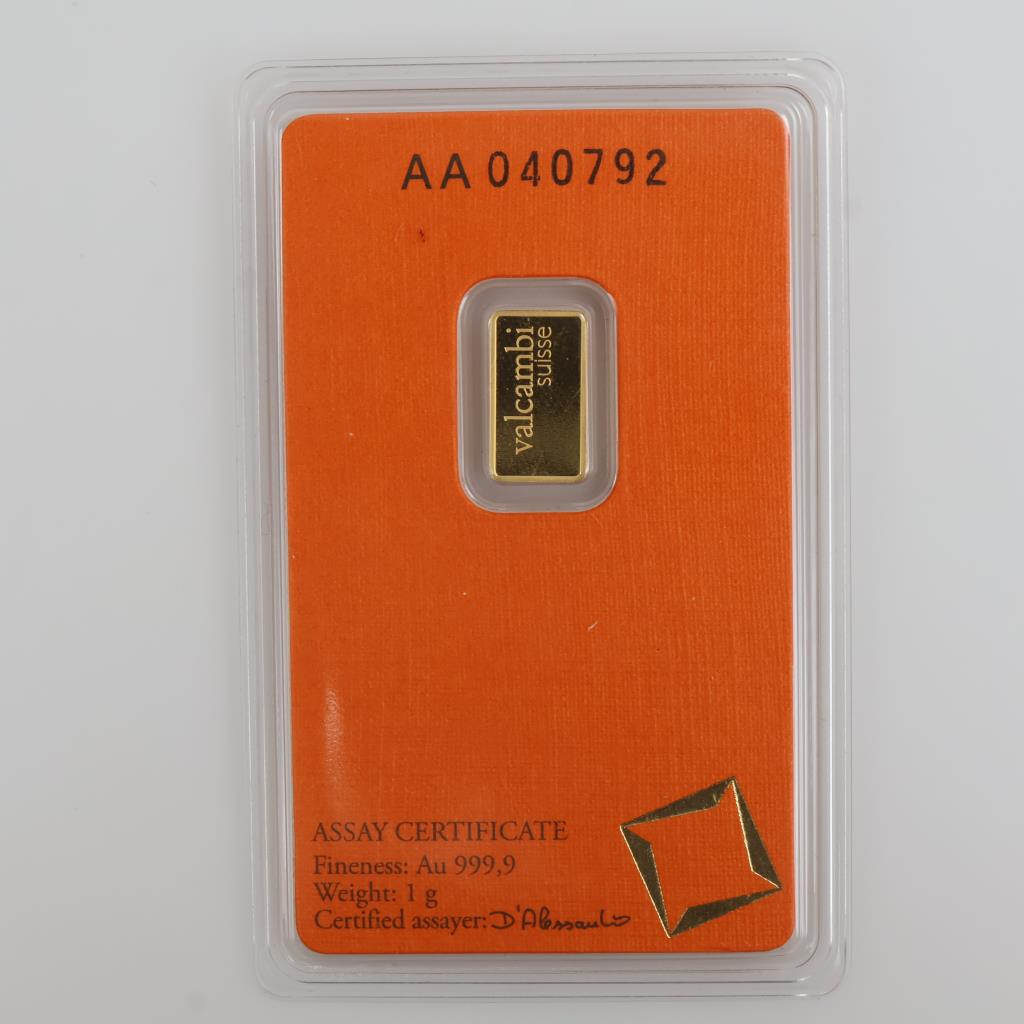 AA 040792
valcambi
suisse
ASSAY CERTIFICATE
Fineness: Au 999,9
Weight: 1 g
Certified assayer: